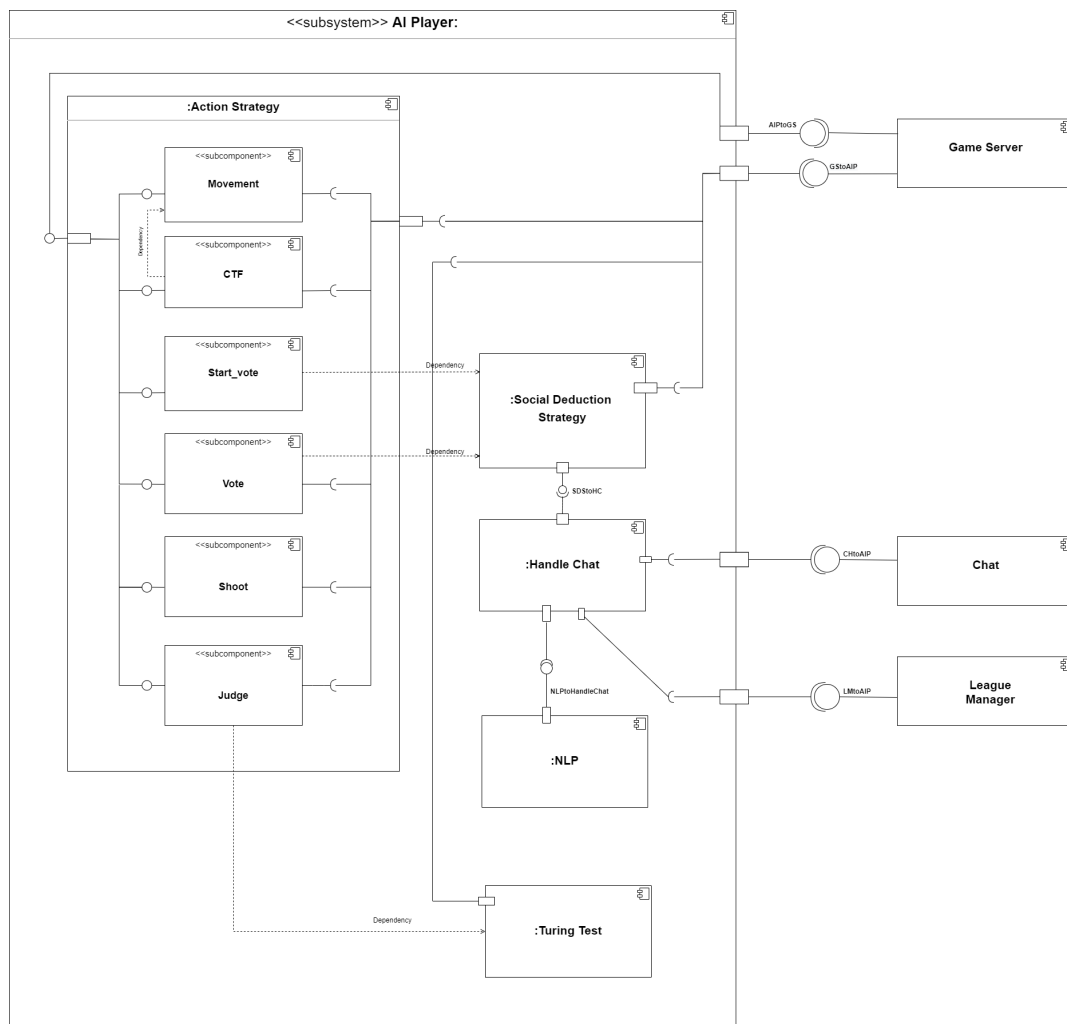 <<subsystem>> AI Player:
:Action Strategy
<<subcomponent>>
Movement
Dependency
<<subcomponent>>
CTF
<<subcomponent>>
Start_vote
Dependency
<<subcomponent>>
Vote
Dependency
<<subcomponent>>
Shoot
<<subcomponent>>
Judge
Dependency
:Social Deduction
Strategy
SDStoHC
:Handle Chat
NLPtoHandleChat
:NLP
:Turing Test
AIPtoGS
GStoAIP
Game Server
CHtoAIP
Chat
LMtoAIP
League
Manager